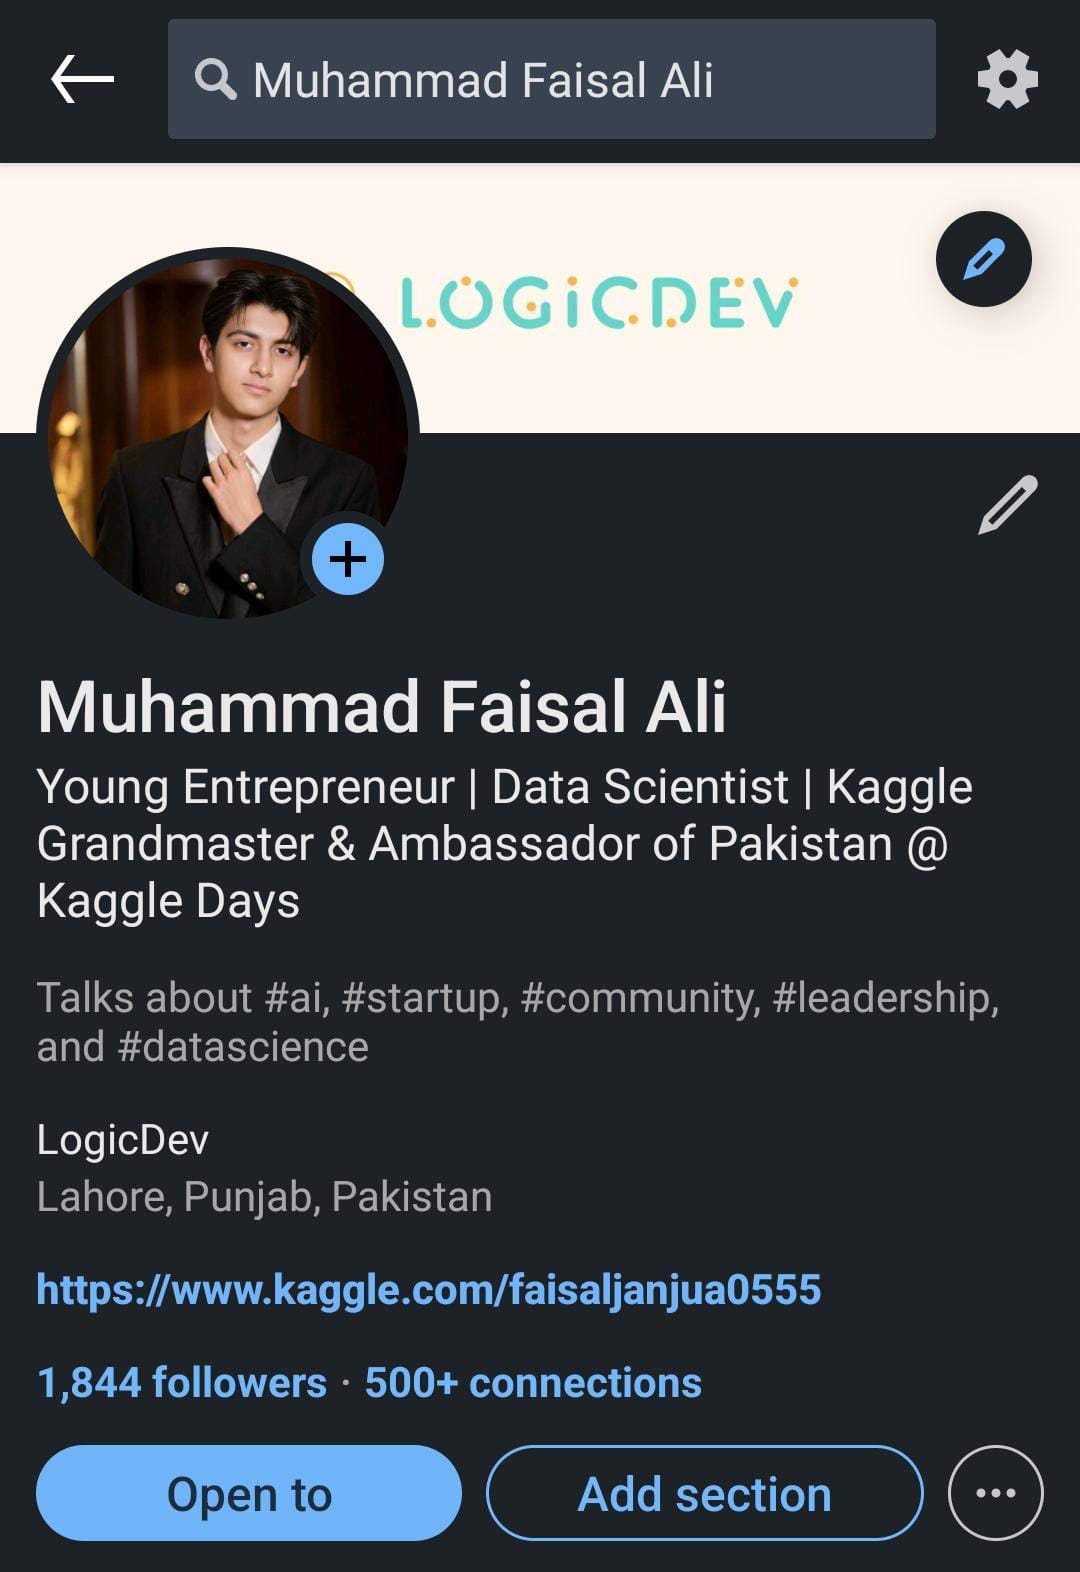 Muhammad Faisal Ali
LOGiCDEV
Muhammad Faisal Ali
Young Entrepreneur | Data Scientist | Kaggle
Grandmaster & Ambassador of Pakistan @
Kaggle Days
Talks about #ai, #startup, #community, #leadership,
and #datascience
LogicDev
Lahore, Punjab, Pakistan
https://www.kaggle.com/faisaljanjua0555
1,844 followers · 500+ connections
Open to
Add section